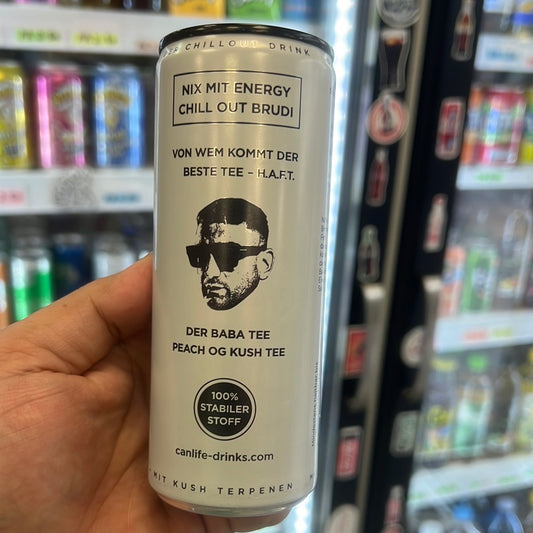 CHILLOUT DRINK
NIX MIT ENERGY
CHILL OUT BRUDI
VON WEM KOMMT DER
BESTE TEE – H.A.F.T.
DER BABA TEE
PEACH OG KUSH TEE
100%
STABILER
STOFF
canlife-drinks.com
MIT KUSH TERPENEN